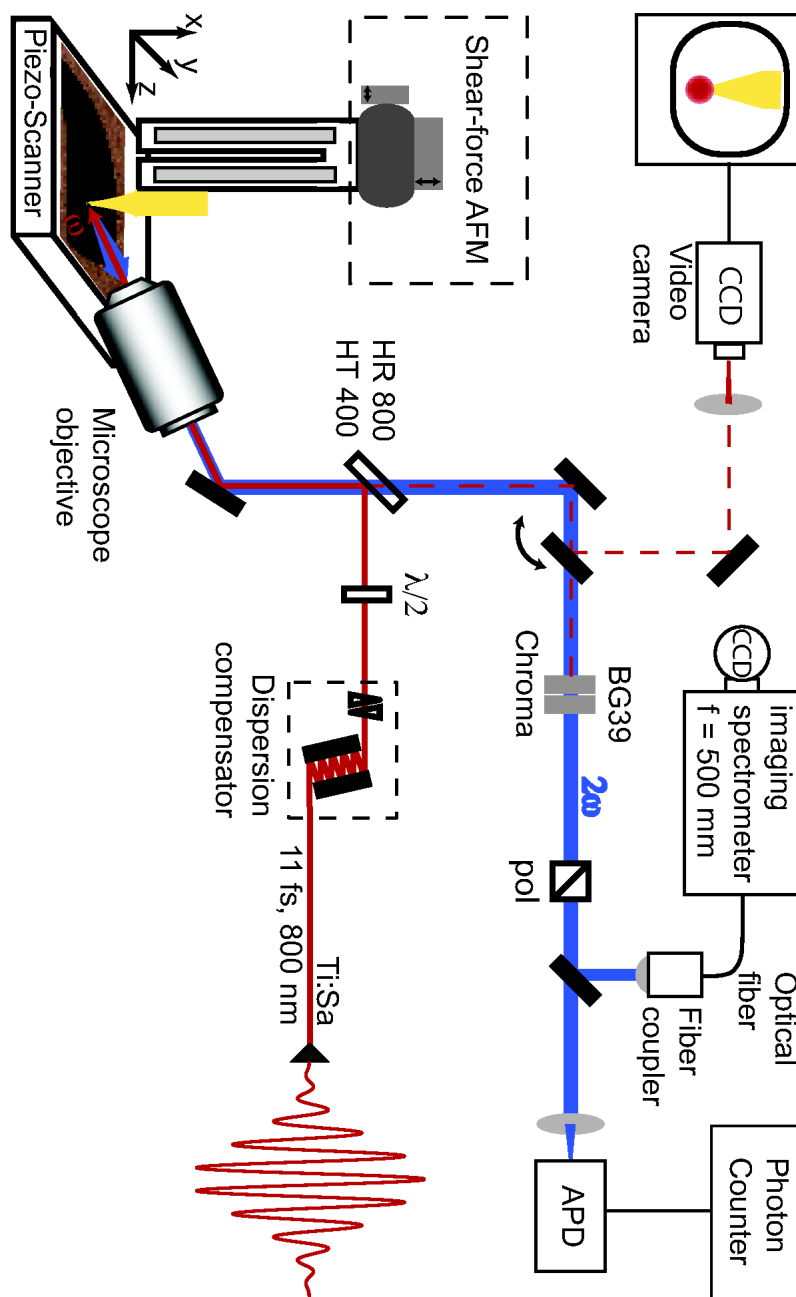 Photon
Counter
APD
Optical
fiber
Fiber
coupler
imaging
spectrometer
f = 500 mm
CCD
pol
2ω
BG39
Chroma
CCD
Video
camera
Ti:Sa
11 fs, 800 nm
Dispersion
compensator
λ/2
HR 800
HT 400
Shear-force AFM
Microscope
objective
ω
x
y
z
Piezo-Scanner